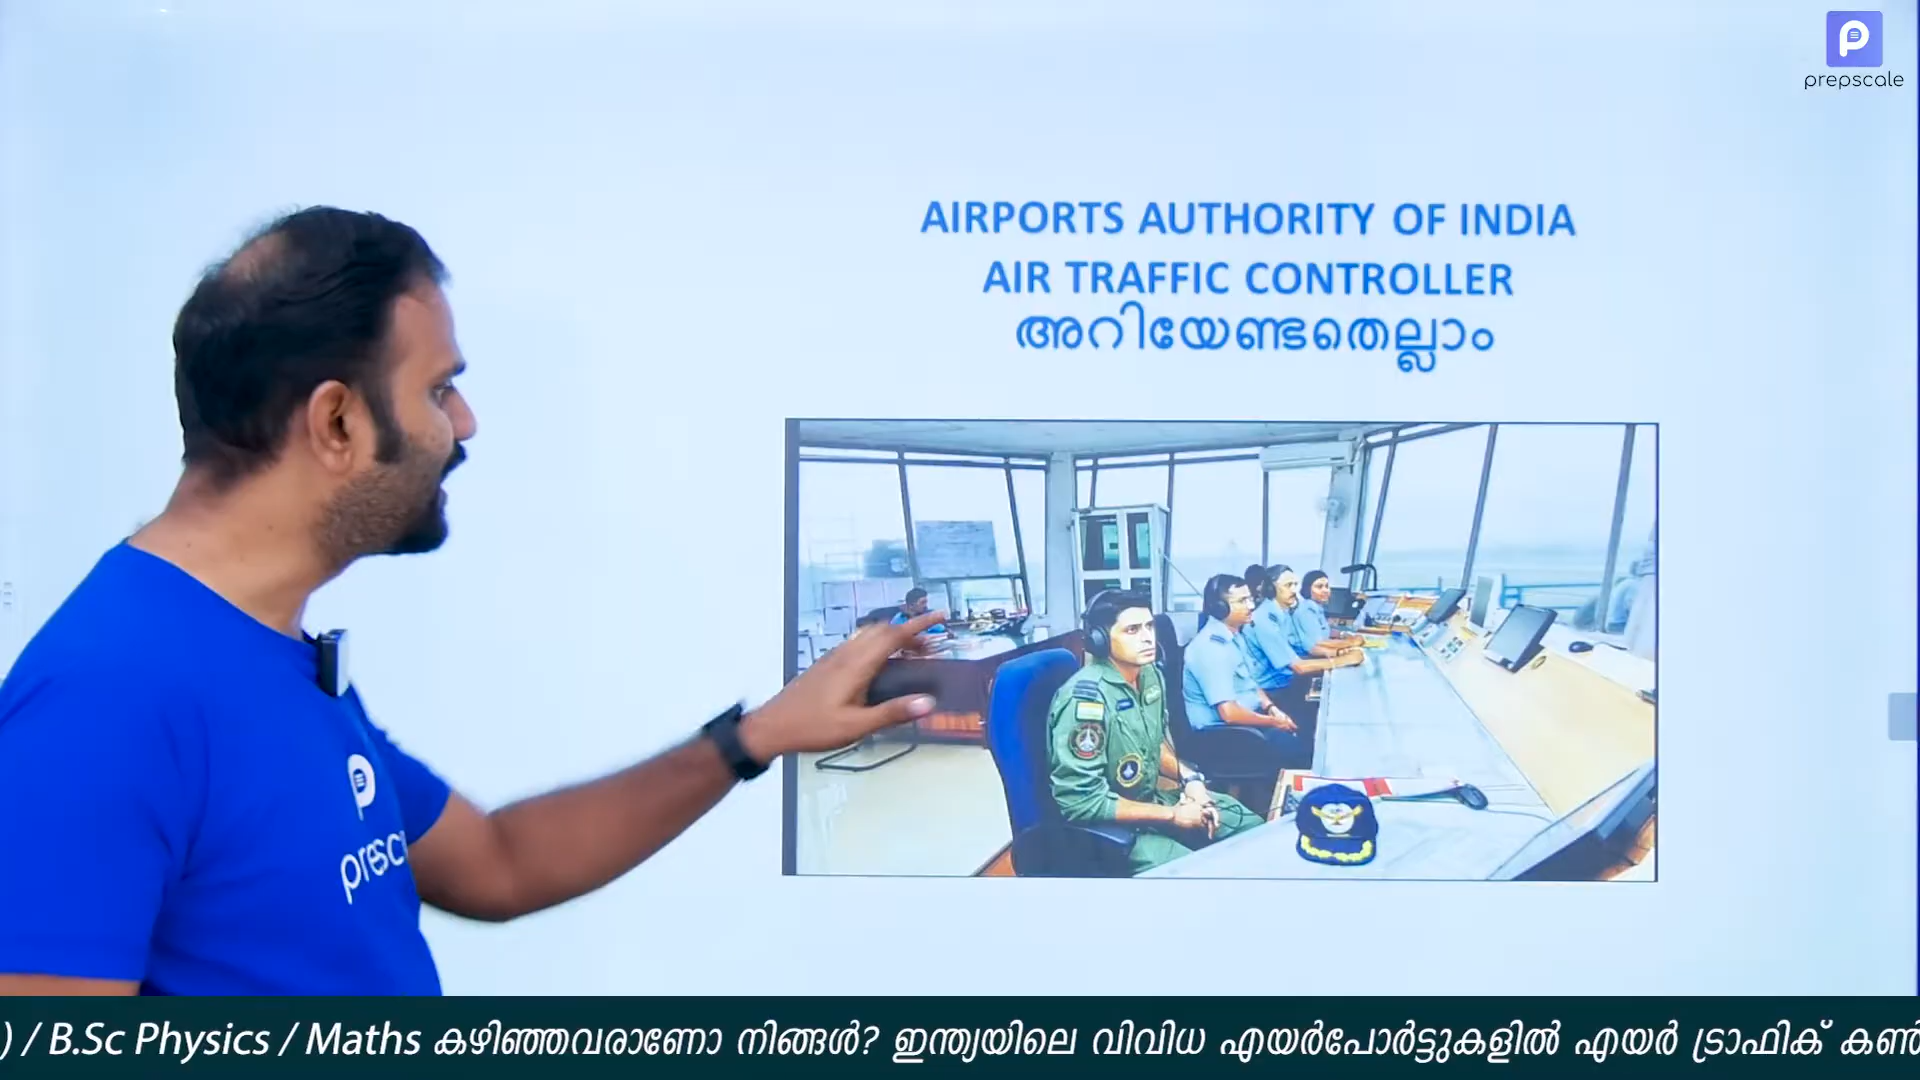 prepscale
AIRPORTS AUTHORITY OF INDIA
AIR TRAFFIC CONTROLLER
അറിയേണ്ടതെല്ലാം
presc
) / B.Sc Physics / Maths കഴിഞ്ഞവരാണോ നിങ്ങൾ? ഇന്ത്യയിലെ വിവിധ എയർപോർട്ടുകളിൽ എയർ ട്രാഫിക് കൺ